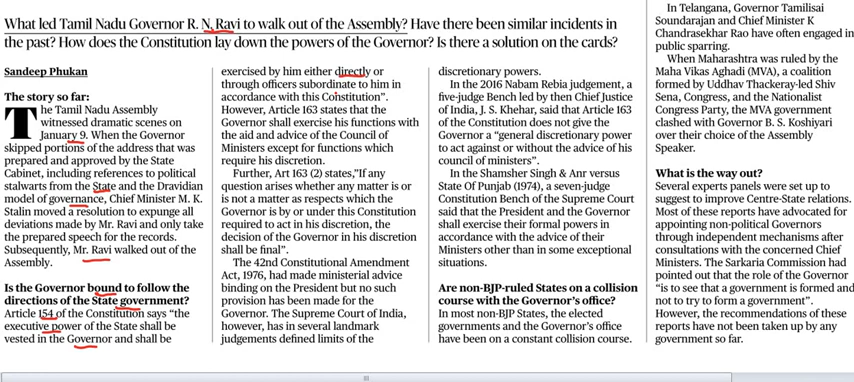 What led Tamil Nadu Governor R. N, Ravi to walk out of the Assembly? Have there been similar incidents in
the past? How does the Constitution lay down the powers of the Governor? Is there a solution on the cards?
Sandeep Phukan
The story so far:
The Tamil Nadu Assembly
witnessed dramatic scenes on
January 9. When the Governor
skipped portions of the address that was
prepared and approved by the State
Cabinet, including references to political
stalwarts from the State and the Dravidian
model of governance, Chief Minister M. K.
Stalin moved a resolution to expunge all
deviations made by Mr. Ravi and only take
the prepared speech for the records.
Subsequently, Mr. Ravi walked out of the
Assembly.
Is the Governor bound to follow the
directions of the State government?
Article 154 of the Constitution says “the
executive power of the State shall be
vested in the Governor and shall be
exercised by him either directly or
through officers subordinate to him in
accordance with this Constitution”.
However, Article 163 states that the
Governor shall exercise his functions with
the aid and advice of the Council of
Ministers except for functions which
require his discretion.
Further, Art 163 (2) states,“If any
question arises whether any matter is or
is not a matter as respects which the
Governor is by or under this Constitution
required to act in his discretion, the
decision of the Governor in his discretion
shall be final”.
The 42nd Constitutional Amendment
Act, 1976, had made ministerial advice
binding on the President but no such
provision has been made for the
Governor. The Supreme Court of India,
however, has in several landmark
judgements defined limits of the
discretionary powers.
In the 2016 Nabam Rebia judgement, a
five-judge Bench led by then Chief Justice
of India, J. S. Khehar, said that Article 163
of the Constitution does not give the
Governor a “general discretionary power
to act against or without the advice of his
council of ministers”.
In the Shamsher Singh & Anr versus
State Of Punjab (1974), a seven-judge
Constitution Bench of the Supreme Court
said that the President and the Governor
shall exercise their formal powers in
accordance with the advice of their
Ministers other than in some exceptional
situations.
Are non-BJP-ruled States on a collision
course with the Governor’s office?
In most non-BJP States, the elected
governments and the Governor’s office
have been on a constant collision course.
In Telangana, Governor Tamilisai
Soundarajan and Chief Minister K
Chandrasekhar Rao have often engaged in
public sparring.
When Maharashtra was ruled by the
Maha Vikas Aghadi (MVA), a coalition
formed by Uddhav Thackeray-led Shiv
Sena, Congress, and the Nationalist
Congress Party, the MVA government
clashed with Governor B. S. Koshiyari
over their choice of the Assembly
Speaker.
What is the way out?
Several experts panels were set up to
suggest to improve Centre-State relations.
Most of these reports have advocated for
appointing non-political Governors
through independent mechanisms after
consultations with the concerned Chief
Ministers. The Sarkaria Commission had
pointed out that the role of the Governor
“is to see that a government is formed and
not to try to form a government”.
However, the recommendations of these
reports have not been taken up by any
government so far.